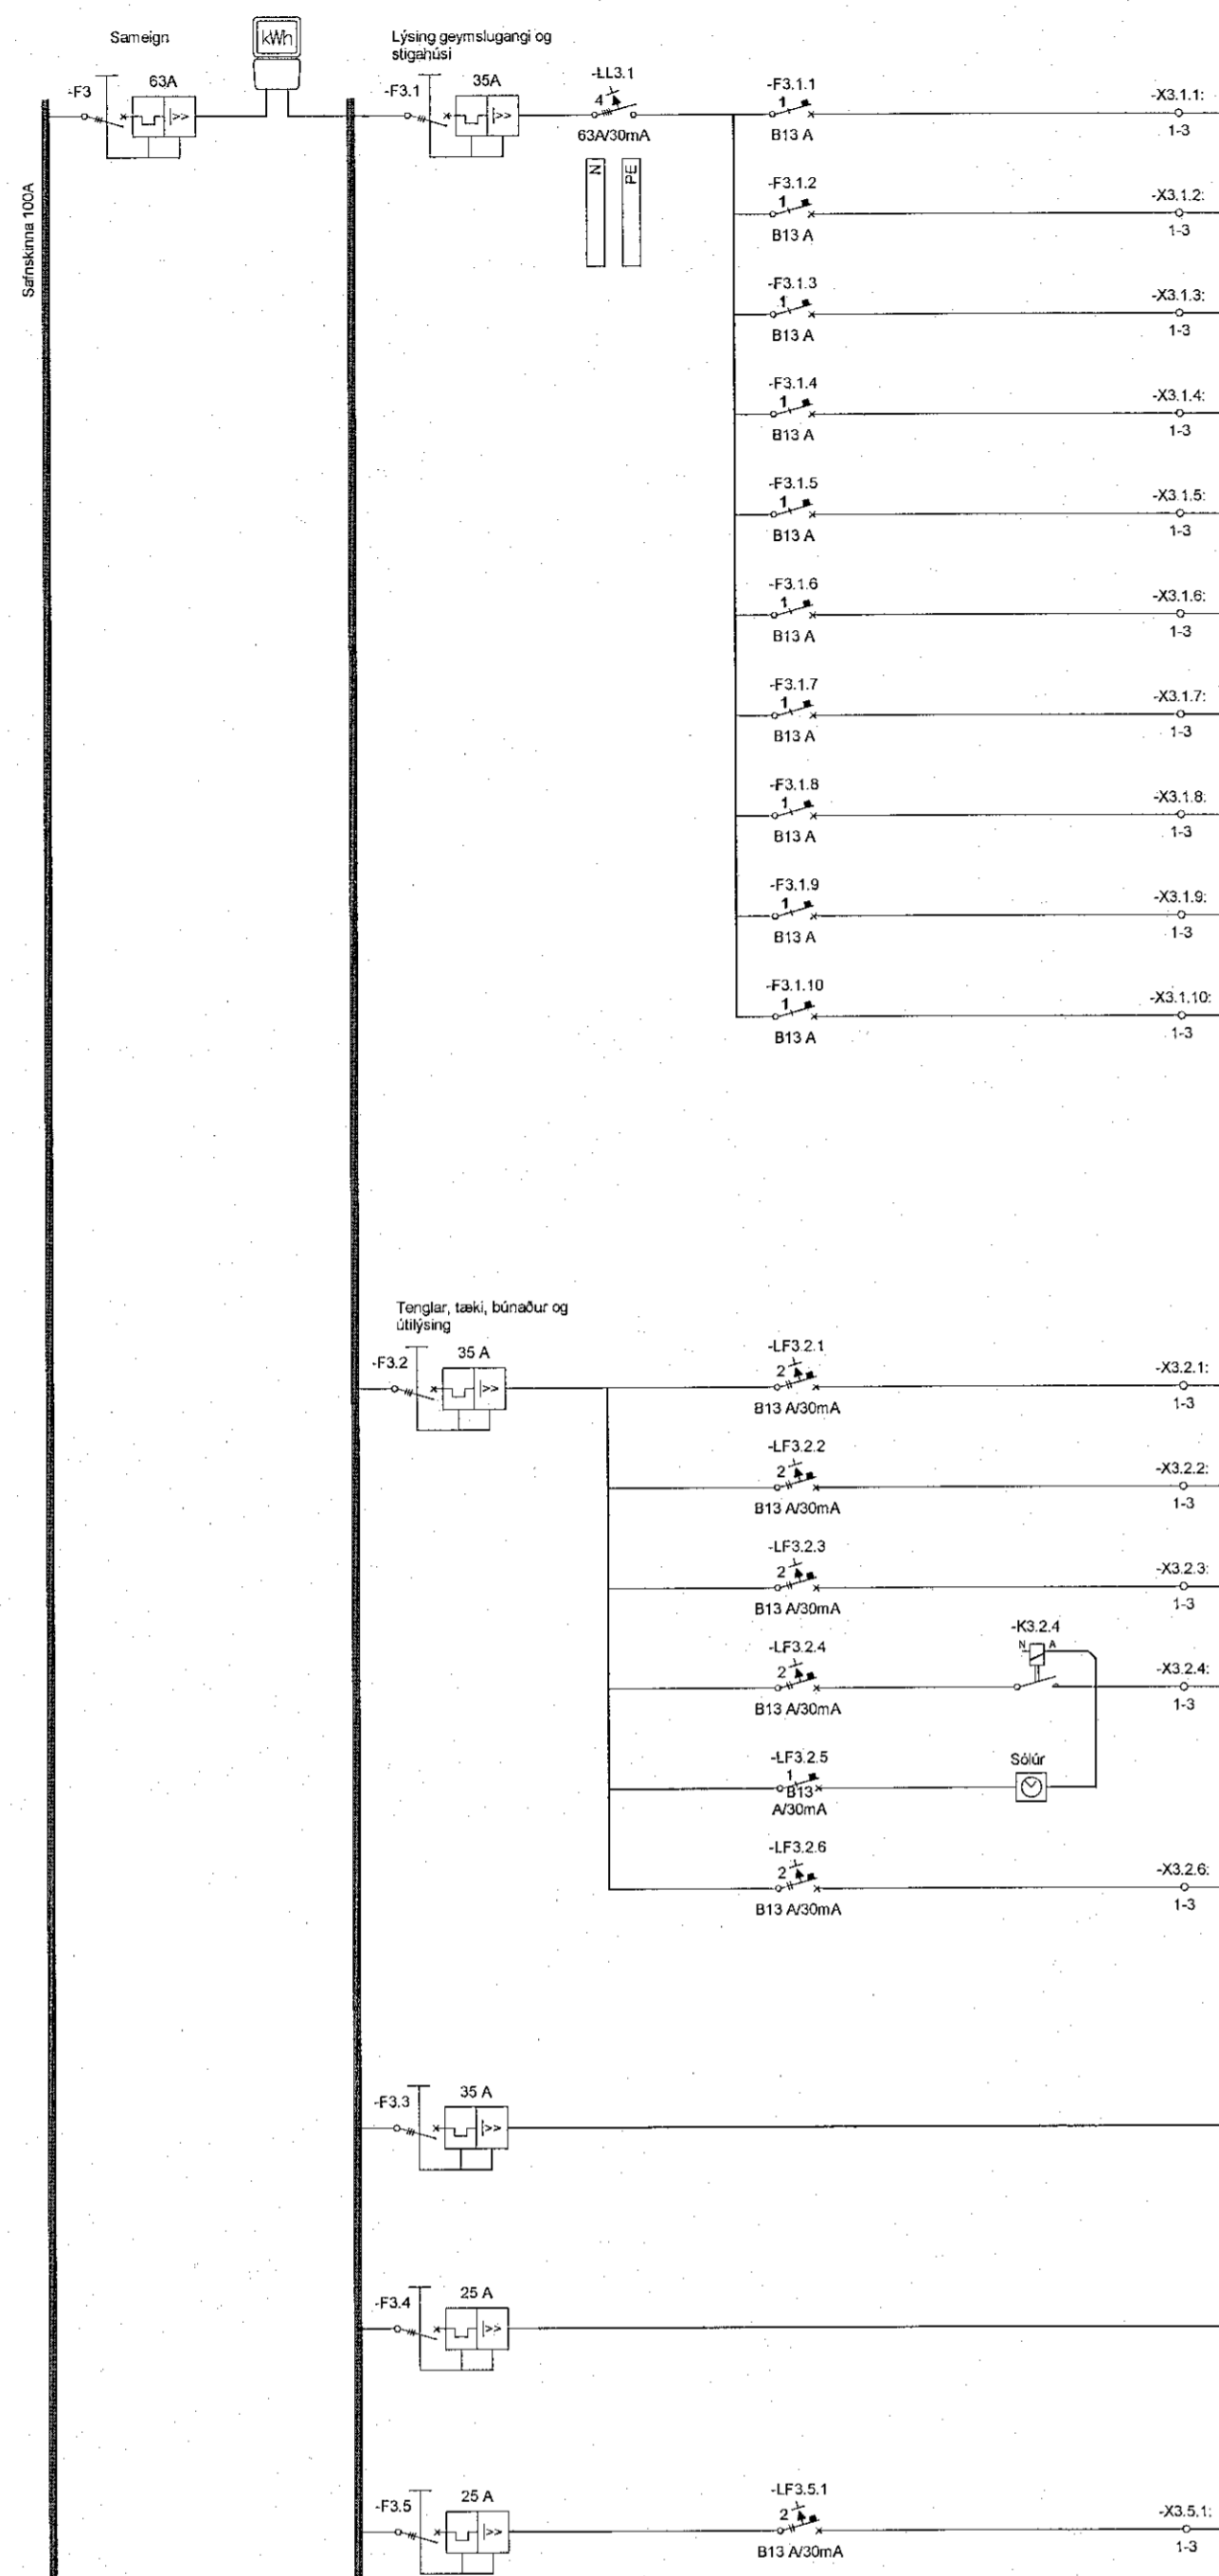 Sameign
kWh
Lýsing geymslugangi og
stigahúsi
-F3
63A
-F3.1
35A
-LL3.1
4
63A/30mA
N
PE
Safnskinna 100A
-F3.1.1
1
B13 A
-X3.1.1:
1-3
-F3.1.2
1
B13 A
-X3.1.2:
1-3
-F3.1.3
1
B13 A
-X3.1.3:
1-3
-F3.1.4
1
B13 A
-X3.1.4:
1-3
-F3.1.5
1
B13 A
-X3.1.5:
1-3
-F3.1.6
1
B13 A
-X3.1.6:
1-3
-F3.1.7
1
B13 A
-X3.1.7:
1-3
-F3.1.8
1
B13 A
-X3.1.8:
1-3
-F3.1.9
1
B13 A
-X3.1.9:
1-3
-F3.1.10
1
B13 A
-X3.1.10:
1-3
Tenglar, tæki, búnaður og
útilýsing
-F3.2
35 A
-LF3.2.1
2
B13 A/30mA
-X3.2.1:
1-3
-LF3.2.2
2
B13 A/30mA
-X3.2.2:
1-3
-LF3.2.3
2
B13 A/30mA
-X3.2.3:
1-3
-LF3.2.4
2
B13 A/30mA
-K3.2.4
N A
-X3.2.4:
1-3
-LF3.2.5
1
B13
A/30mA
Sólúr
-LF3.2.6
2
B13 A/30mA
-X3.2.6:
1-3
-F3.3
35 A
-F3.4
25 A
-F3.5
25 A
-LF3.5.1
2
B13 A/30mA
-X3.5.1:
1-3